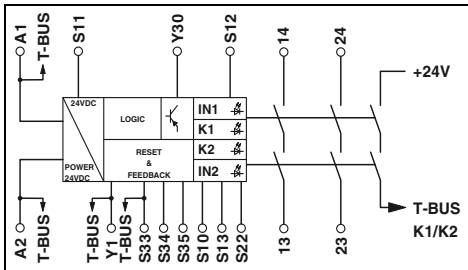 A1
T-BUS
S11
Y30
S12
14
24
+24V
24VDC
LOGIC
IN1
K1
RESET
&
FEEDBACK
K2
IN2
POWER
24VDC
A2
T-BUS
T-BUS
Y1
T-BUS
S33
S34
S35
S10
S13
S22
13
23
T-BUS
K1/K2